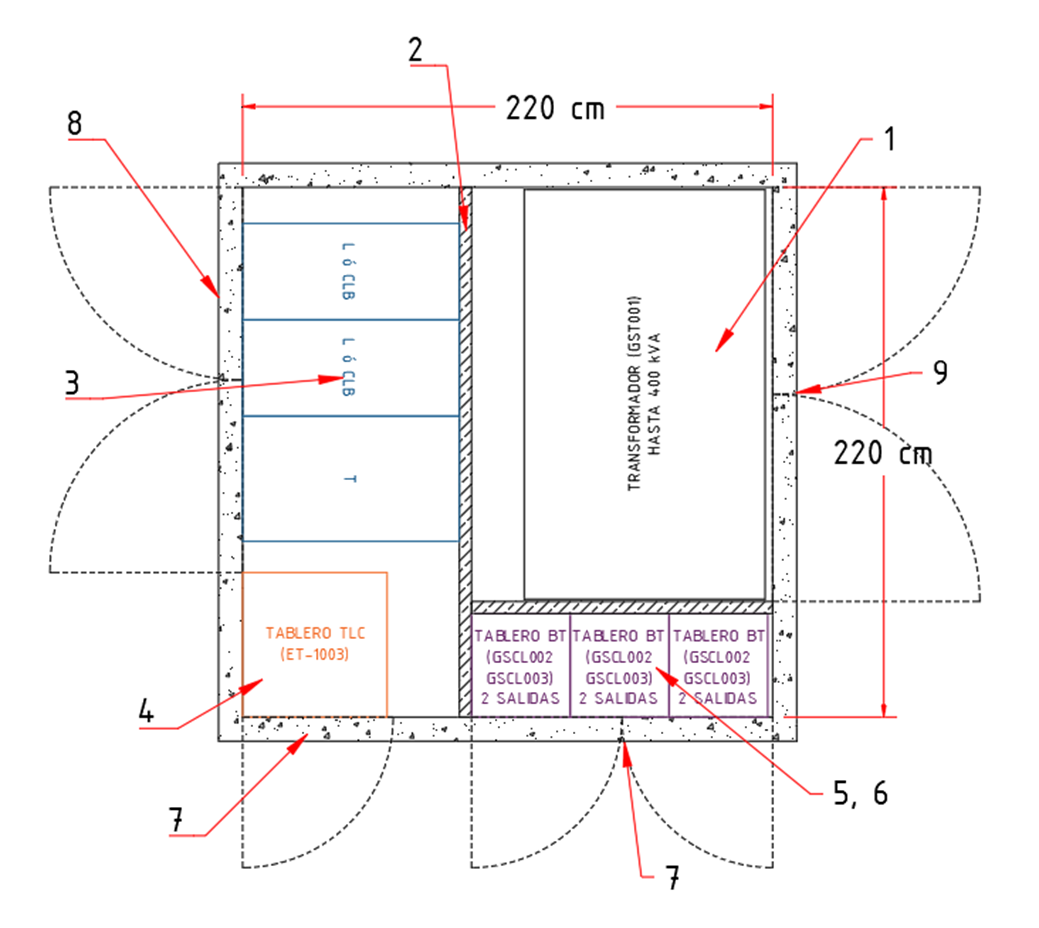 2
220 cm
8
1
L ó CLB
L ó CLB
T
3
TRANSFORMADOR (GST001)
HASTA 400 kVA
9
220 cm
TABLERO TLC
(ET-1003)
TABLERO BT
(GSCL002
GSCL003)
2 SALIDAS
TABLERO BT
(GSCL002
GSCL003)
2 SALIDAS
TABLERO BT
(GSCL002
GSCL003)
2 SALIDAS
4
7
5, 6
7